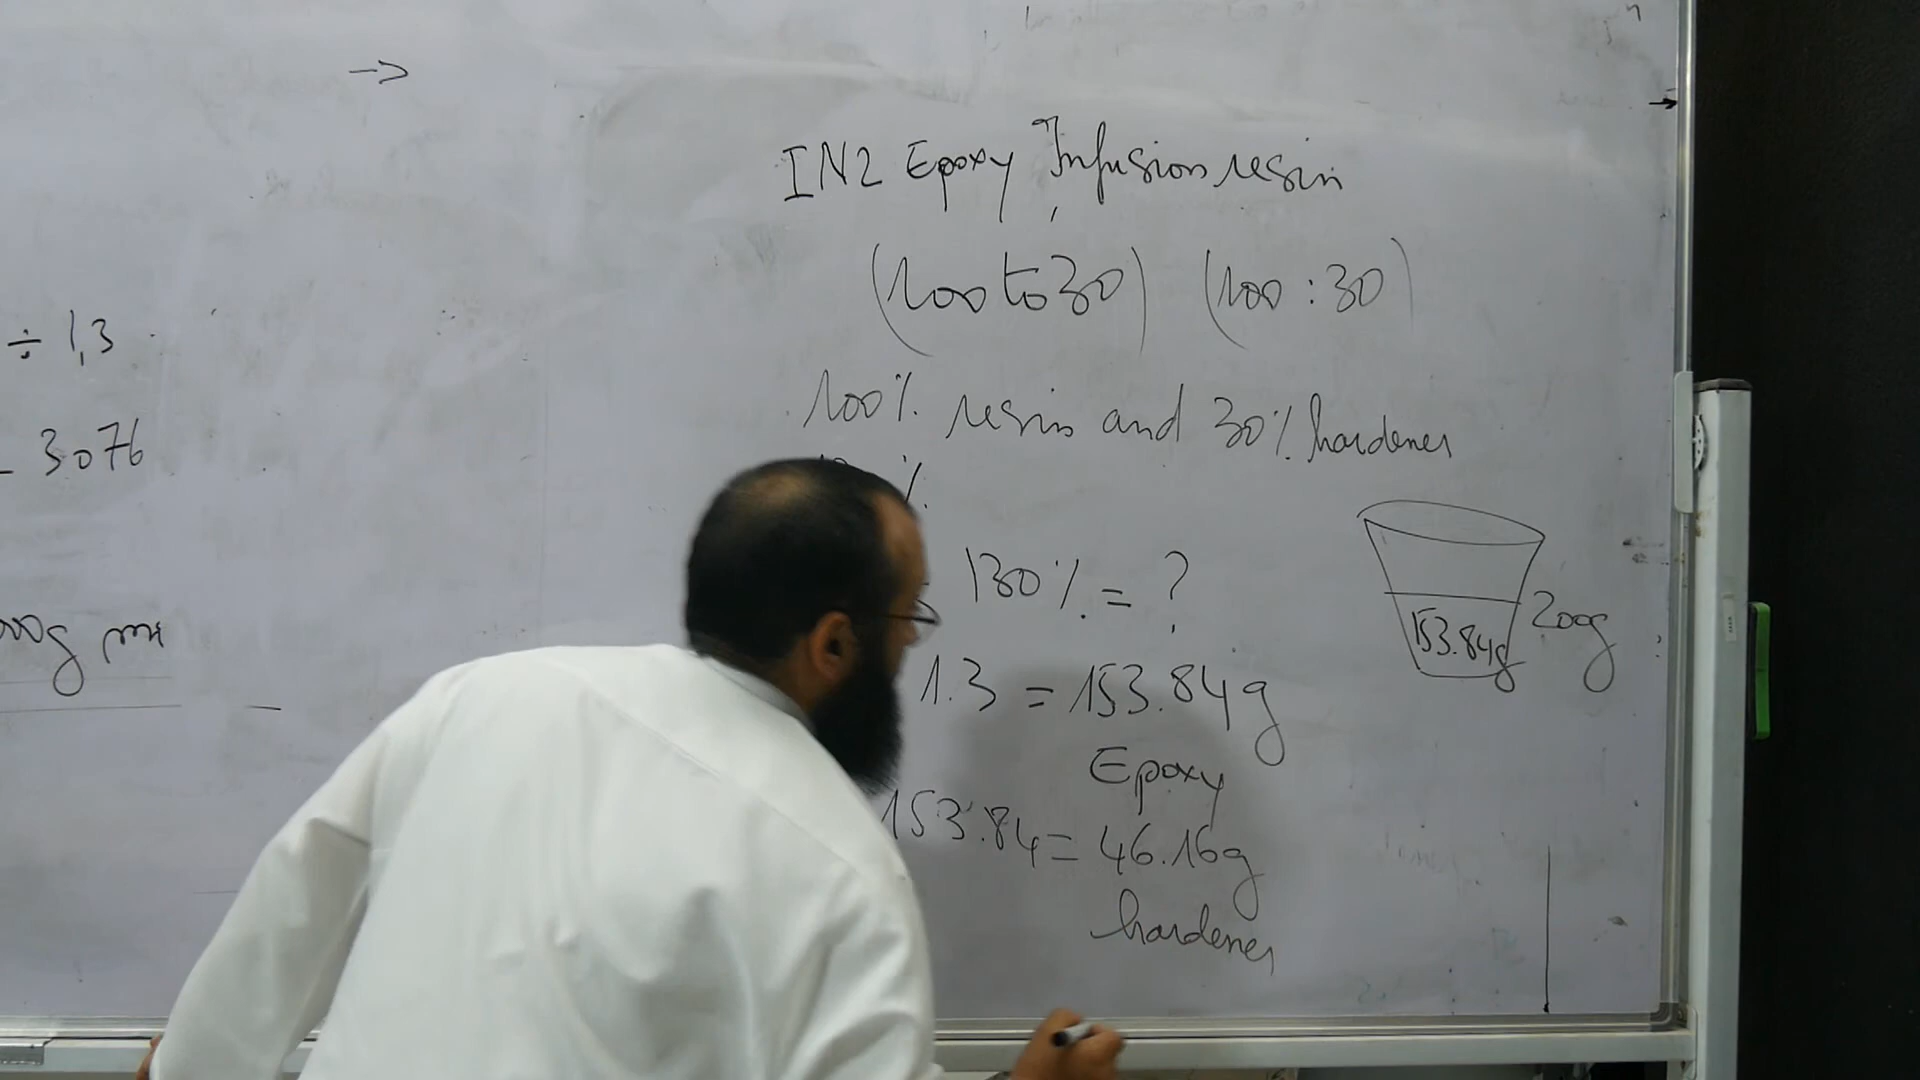 ->
÷ 1,3
3076
00g
IN2 Epoxy Infusion resin
(100 to 30) (100 : 30)
100% resin and 30% hardener
%
130% = ?
1.3 = 153.84g
Epoxy
153.84 = 46.16g
hardener
153.84g
200g